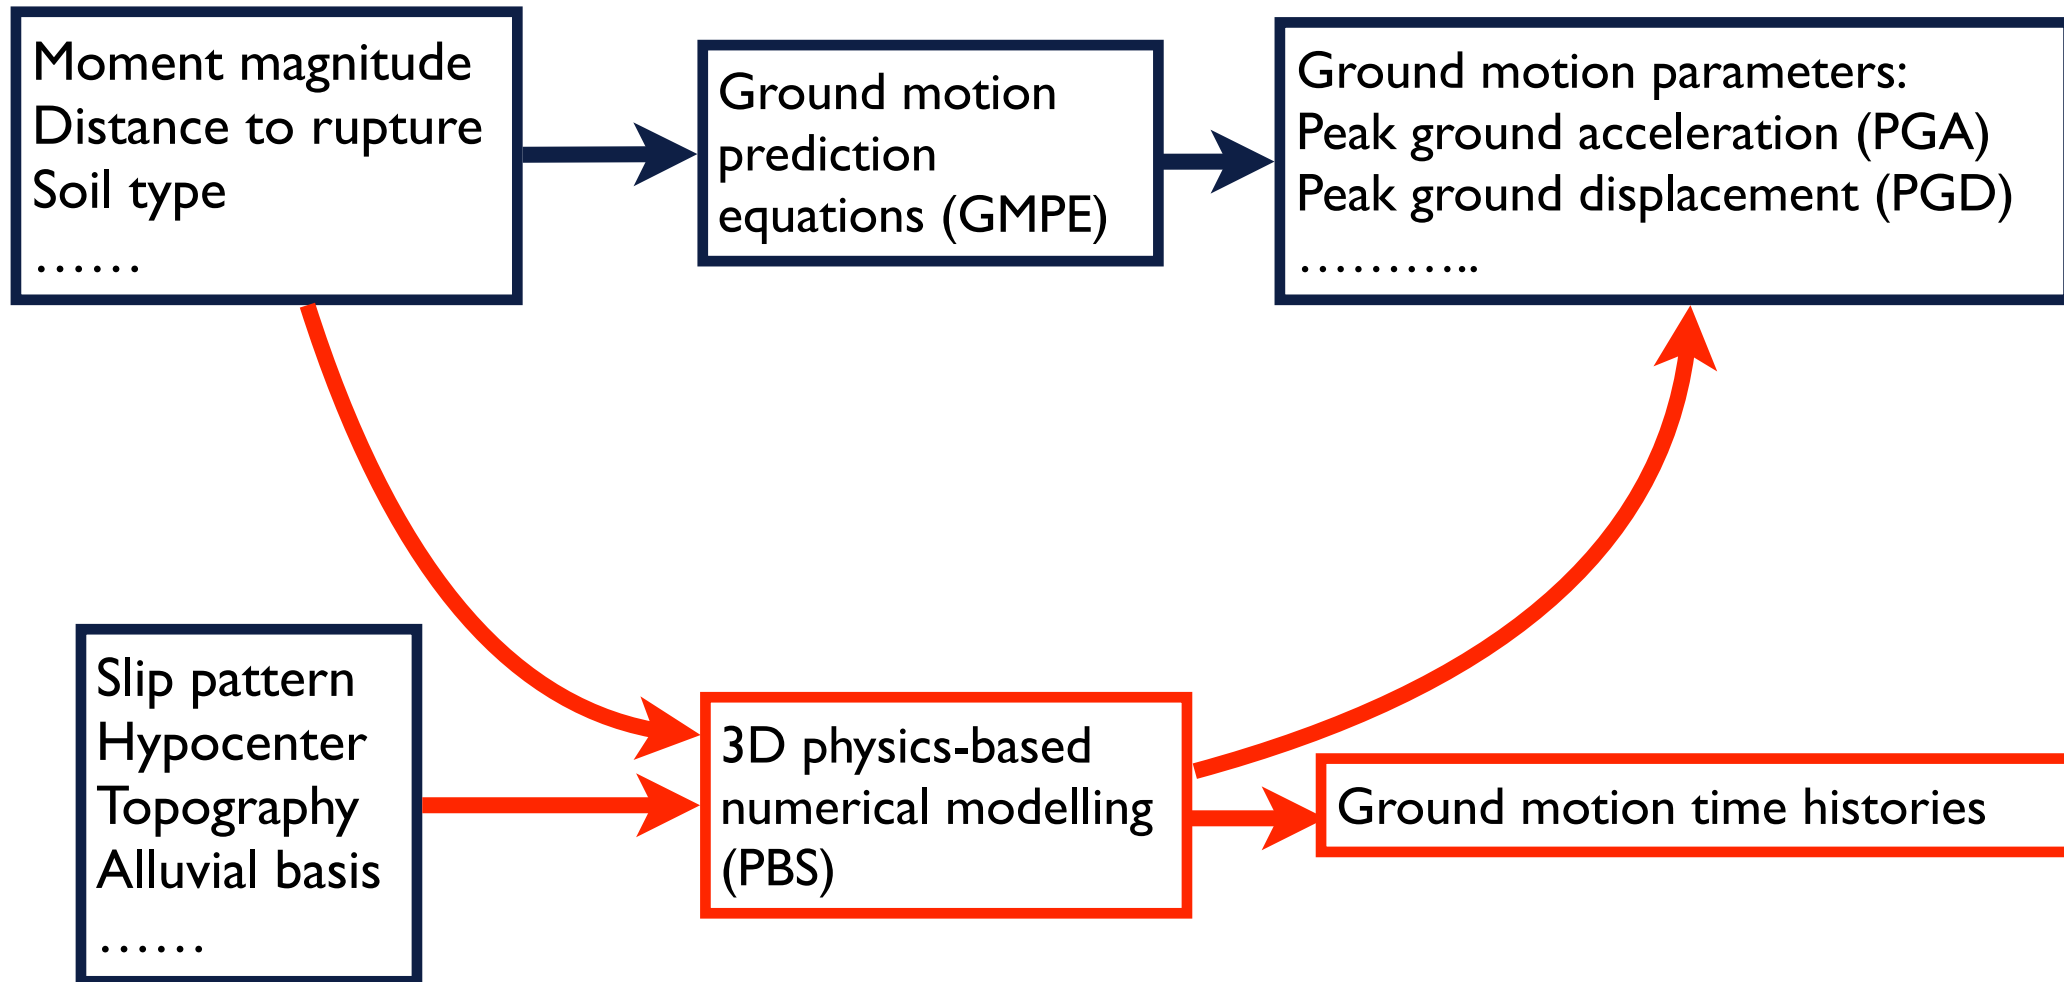 Moment magnitude
Distance to rupture
Soil type
......
Ground motion
prediction
equations (GMPE)
Ground motion parameters:
Peak ground acceleration (PGA)
Peak ground displacement (PGD)
...........
Slip pattern
Hypocenter
Topography
Alluvial basis
......
3D physics-based
numerical modelling
(PBS)
Ground motion time histories